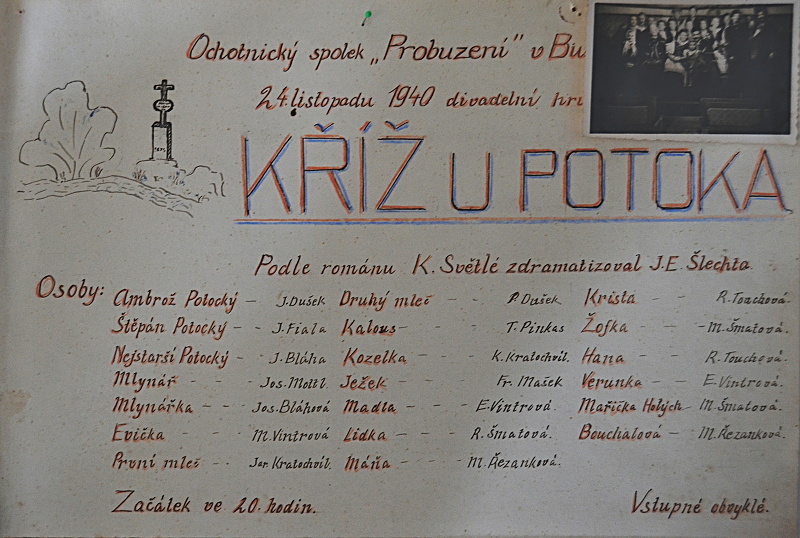 Ochotnický spolek „Probuzení" v Bu
24. listopadu 1940 divadelní hru
KŘÍŽ U POTOKA
Podle románu K. Světlé zdramatizoval J.E. Šlechta
Osoby:
Ambrož Potocký - J. Dušek Druhý mleč P. Dušek Krista - - R. Touchová.
Štěpán Potocký - J. Fiala Kalous - - T. Pinkas Žofka - - M. Šmatová.
Nejstarší Potocký - J. Bláha Kozelka - - K. Kratochvíl. Hana - - R. Touchová.
Mlynář - - Jos. Mottl Ježek - - Fr. Mašek Verunka - - E. Vintrová.
Mlynářka - - Jos. Bláhová Madla - - E. Vintrová. Mařička Holých - M. Šmatová.
Evička - M. Vintrová Lidka - - - R. Šmatová. Bouchalová - M. Řezanková.
První mleč - Jar. Kratochvíl. Máňa - - - - M. Řezanková.
Začátek ve 20. hodin. Vstupné obvyklé.